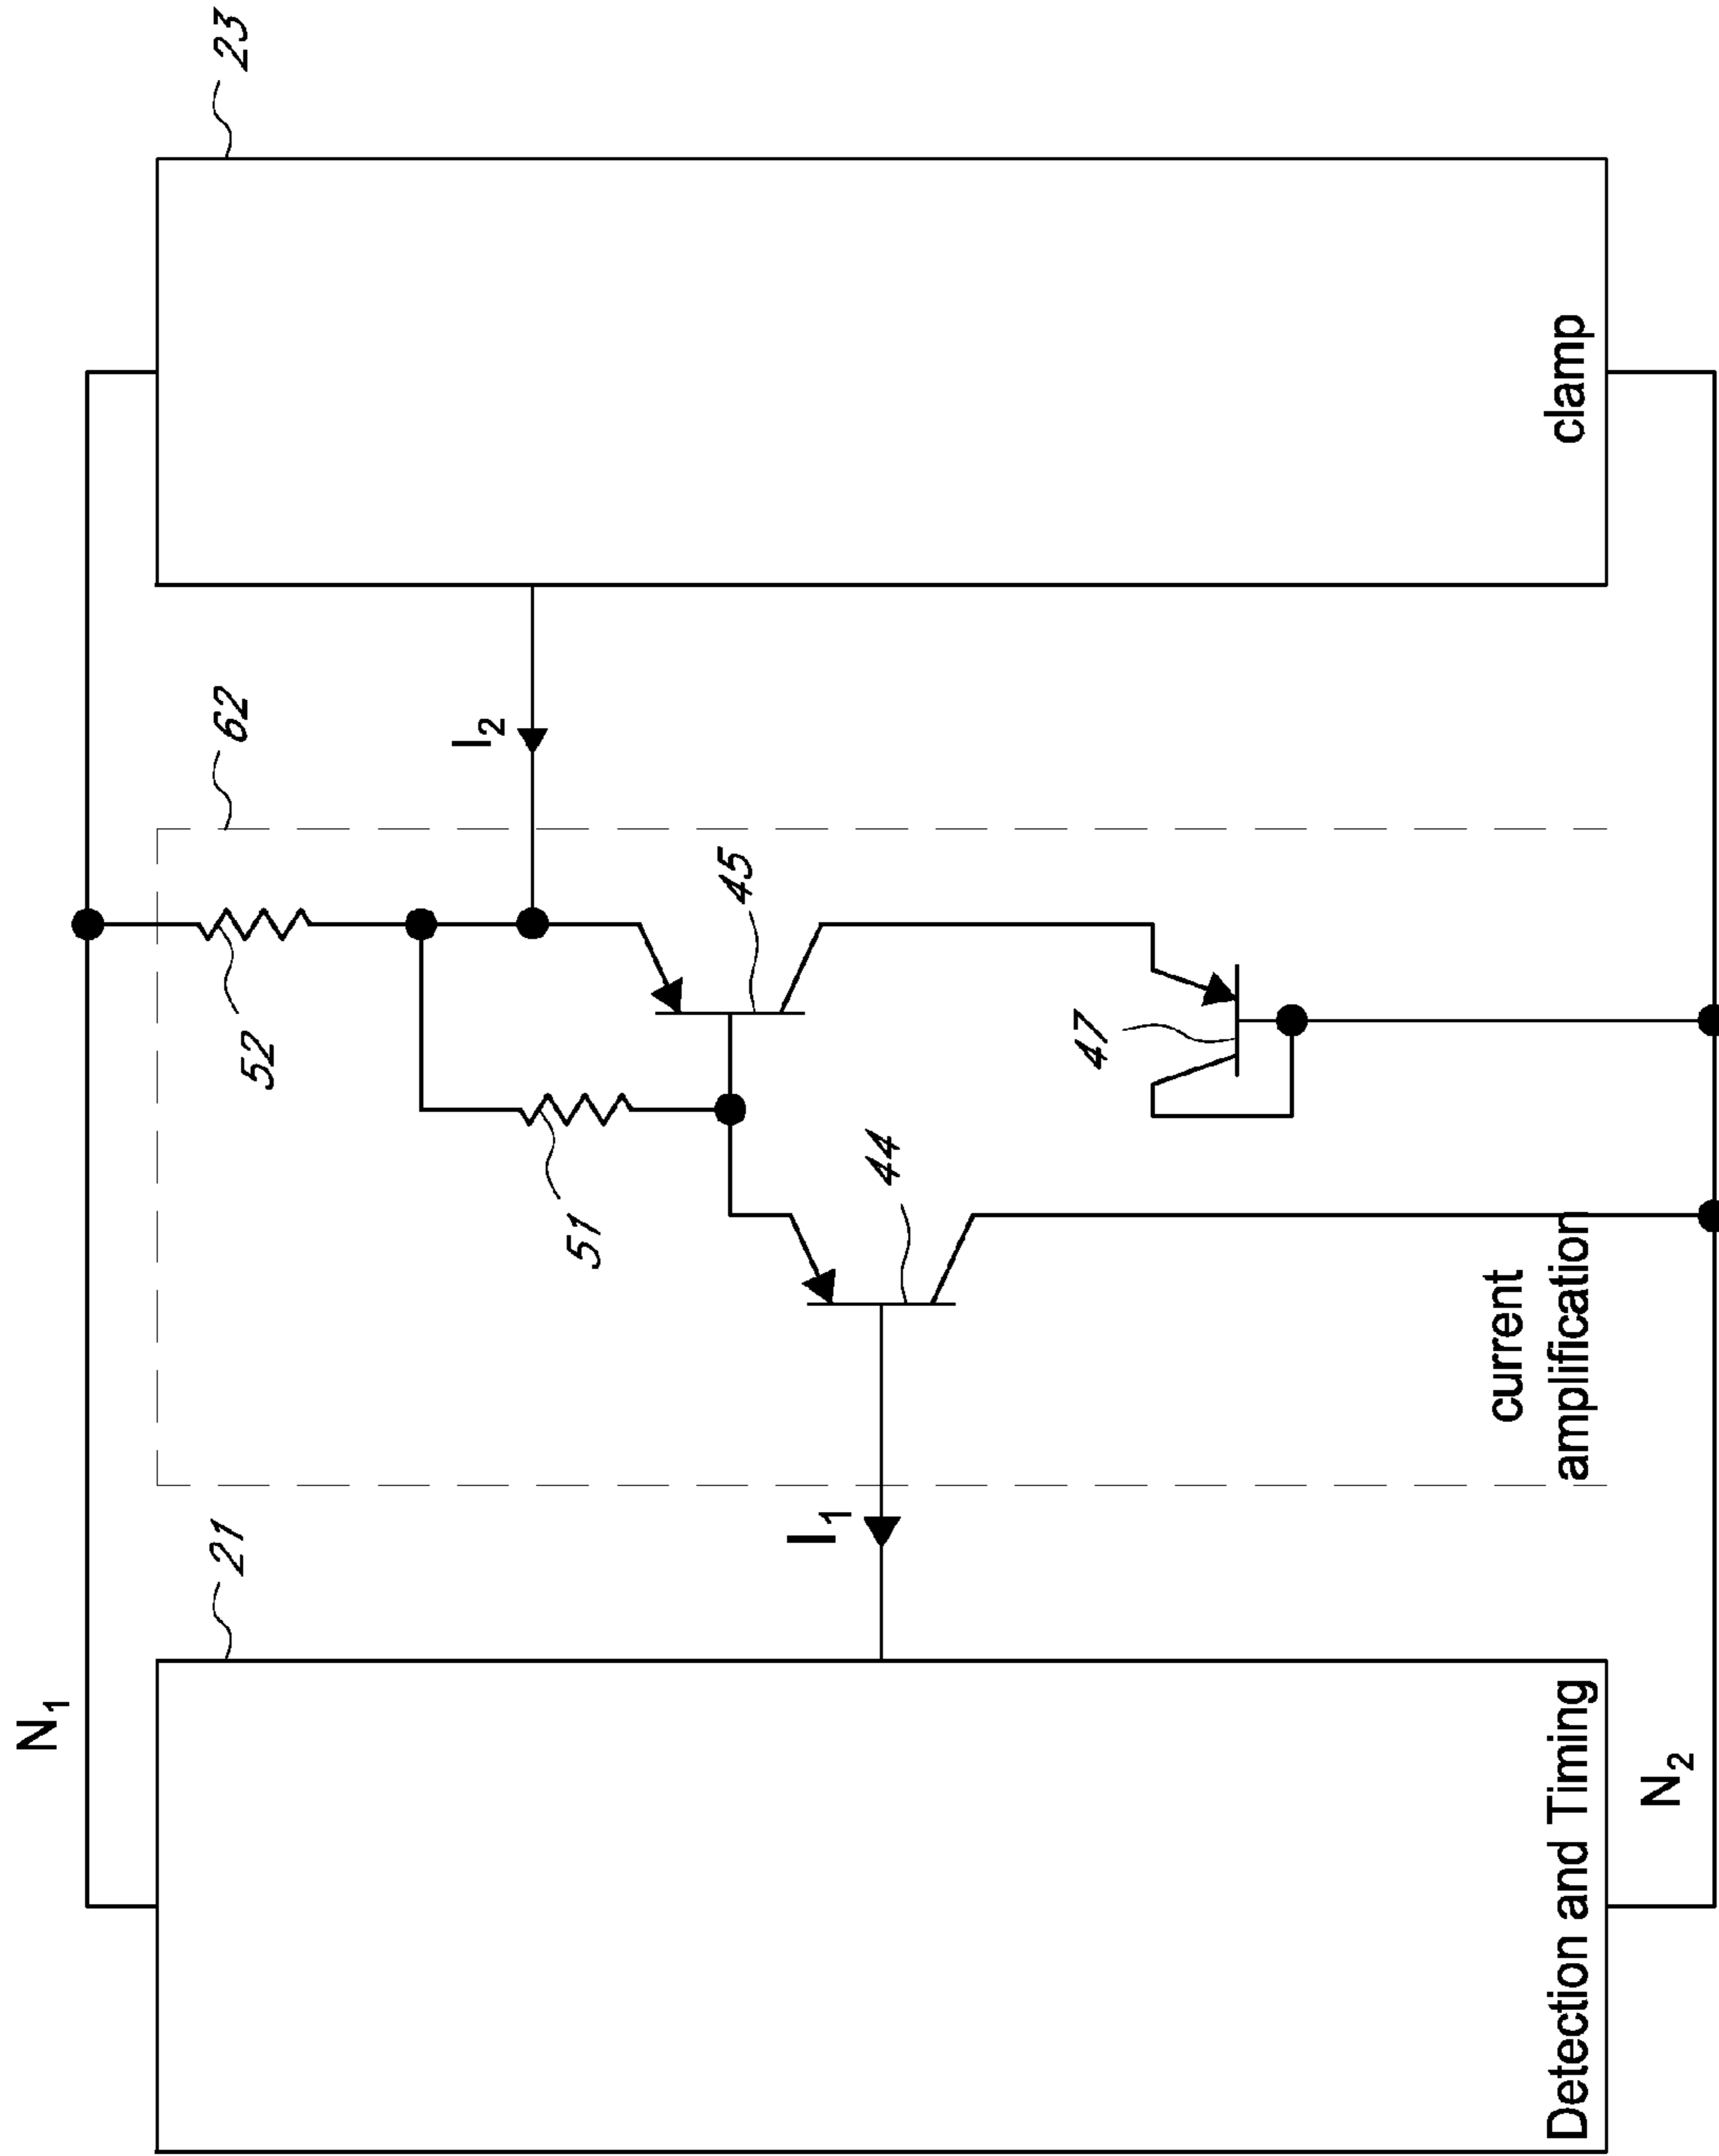 23
N₁
62
21
52
I₂
45
51
44
47
I₁
current
amplification
clamp
Detection and Timing
N₂